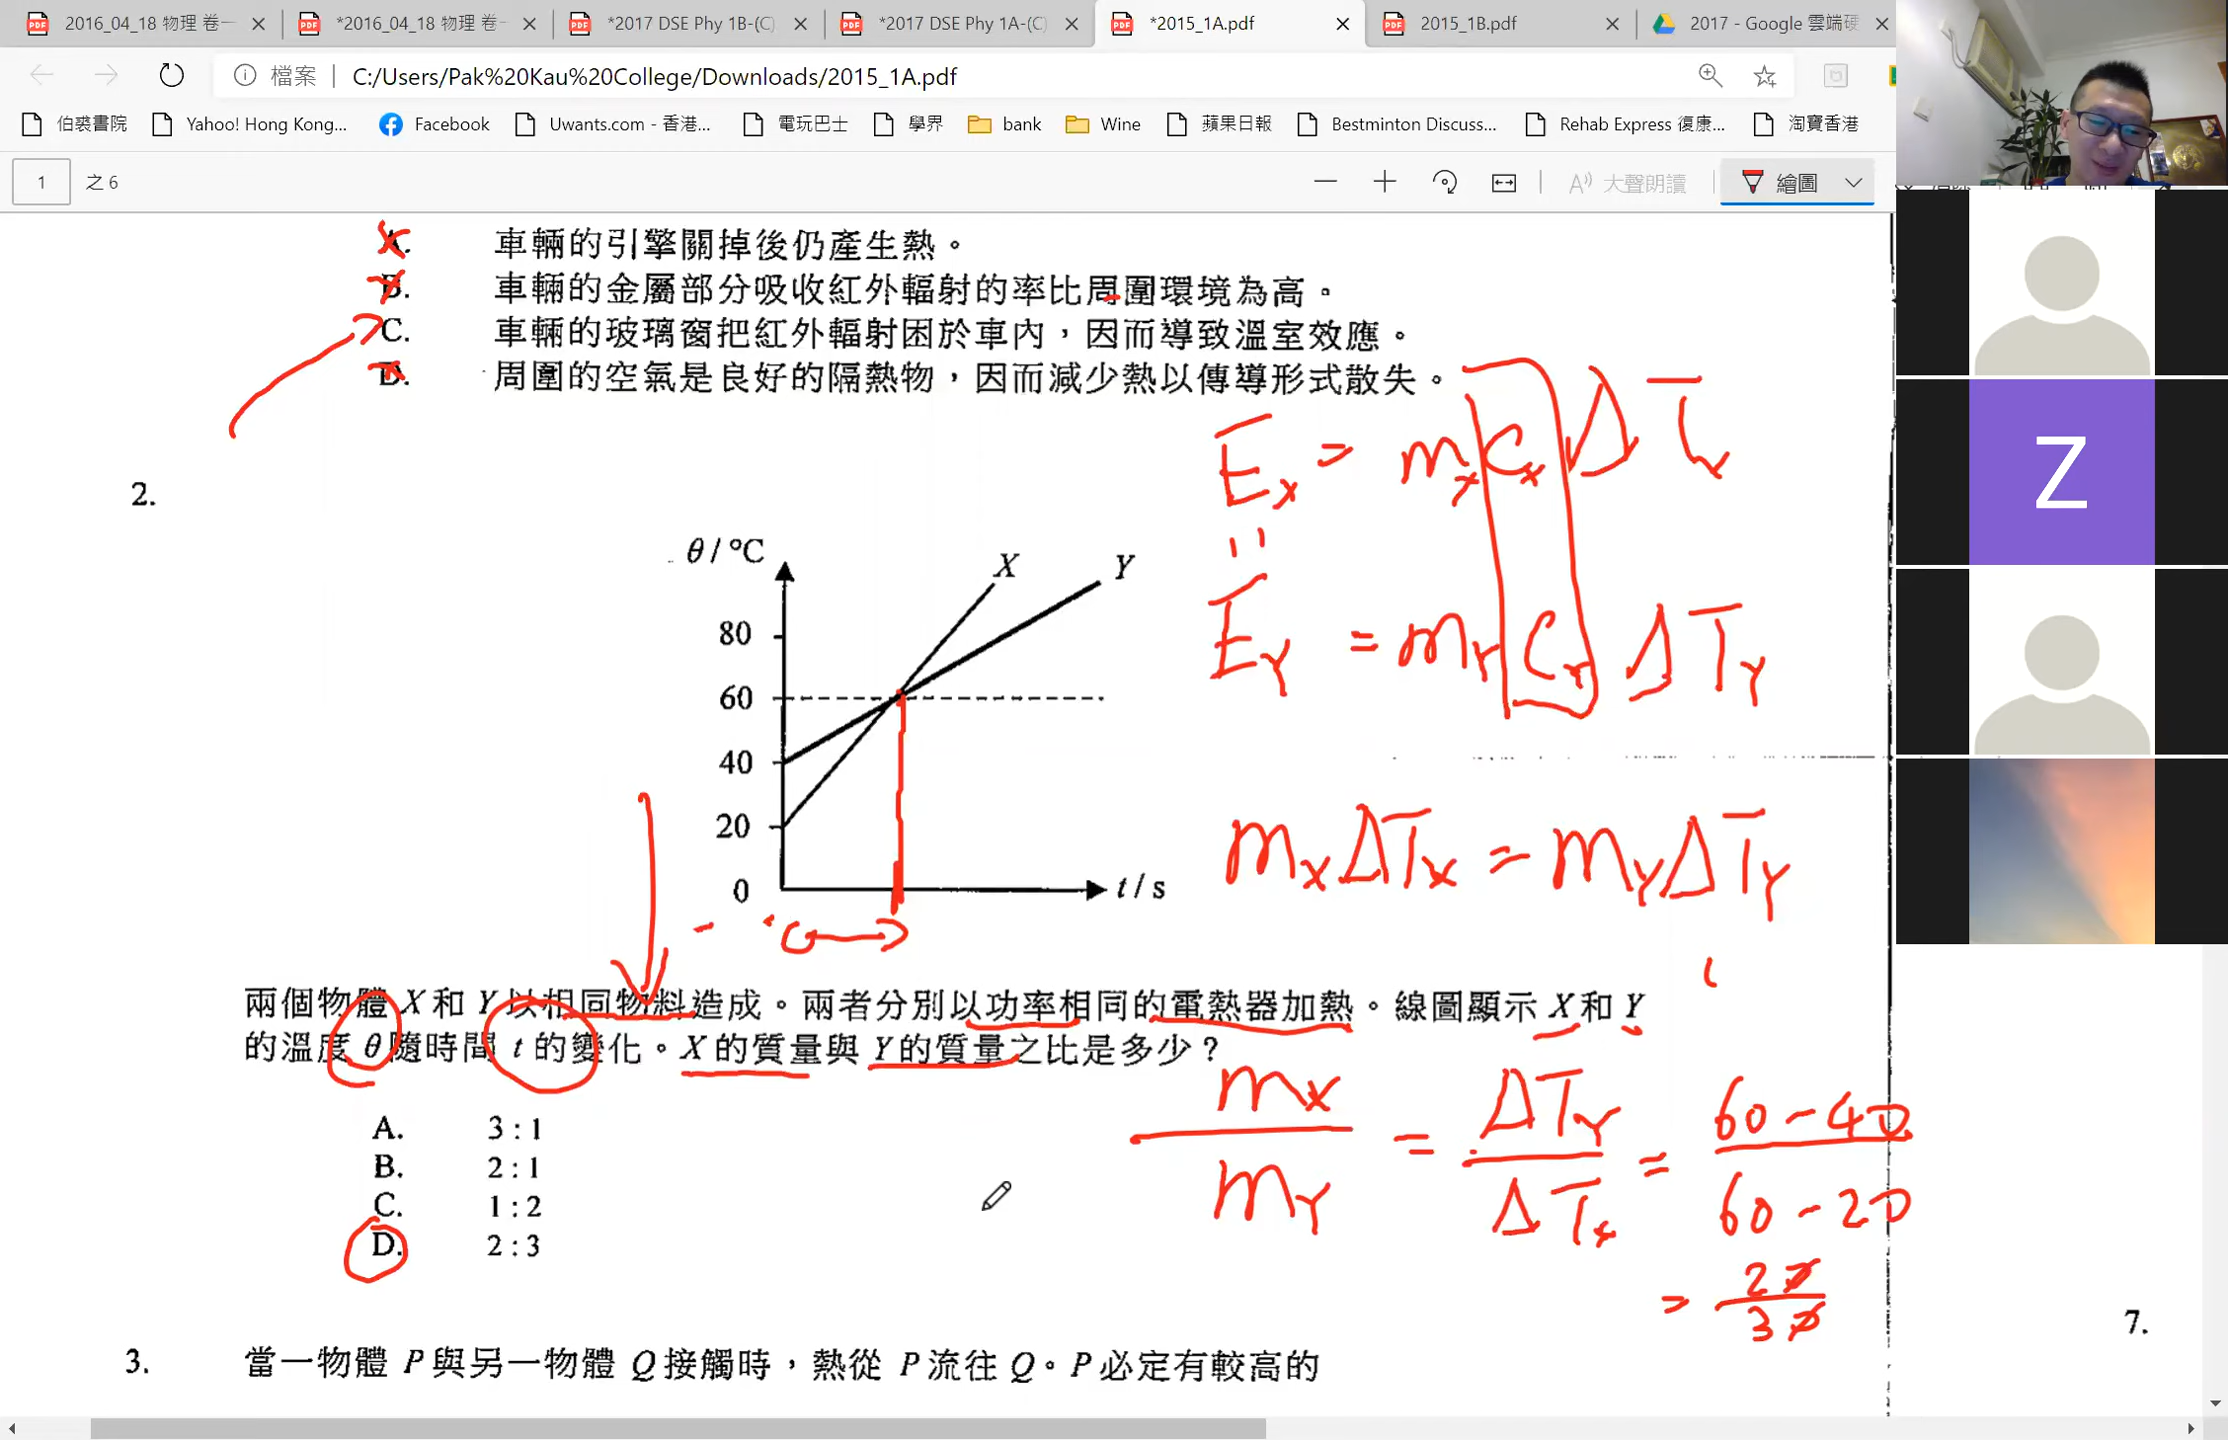 2016_04_18 物理 卷一
*2016_04_18 物理 卷一
*2017 DSE Phy 1B-(C)
*2017 DSE Phy 1A-(C)
*2015_1A.pdf
2015_1B.pdf
2017 - Google 雲端硬
檔案 | C:/Users/Pak%20Kau%20College/Downloads/2015_1A.pdf
伯裘書院 Yahoo! Hong Kong... Facebook Uwants.com - 香港... 電玩巴士 學界 bank Wine 蘋果日報 Bestminton Discuss... Rehab Express 復康... 淘寶香港
1 之 6 大聲朗讀 繪圖
A. 車輛的引擎關掉後仍產生熱。
B. 車輛的金屬部分吸收紅外輻射的率比周圍環境為高。
C. 車輛的玻璃窗把紅外輻射困於車內，因而導致溫室效應。
D. 周圍的空氣是良好的隔熱物，因而減少熱以傳導形式散失。
Ex = mx Cx ΔTx
=
EY = mY CY ΔTY
2.
θ / °C
X
Y
80
60
40
20
0
t / s
mxΔTx = mYΔTY
兩個物體 X 和 Y 以相同物料造成。兩者分別以功率相同的電熱器加熱。線圖顯示 X 和 Y
的溫度 θ 隨時間 t 的變化。X 的質量與 Y 的質量之比是多少？
A. 3 : 1
B. 2 : 1
C. 1 : 2
D. 2 : 3
mx / mY = ΔTY / ΔTx = 60 - 40 / 60 - 20
= 20 / 30
3. 當一物體 P 與另一物體 Q 接觸時，熱從 P 流往 Q。P 必定有較高的
7.
Z